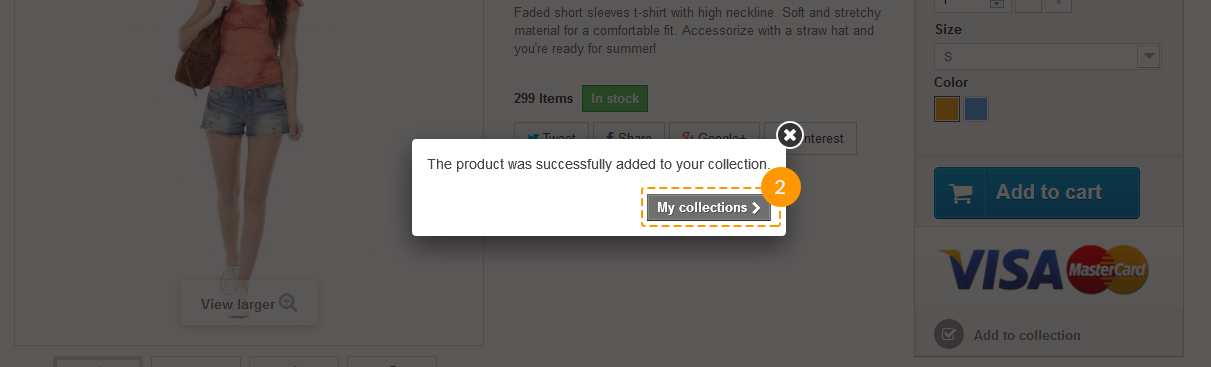 Faded short sleeves t-shirt with high neckline. Soft and stretchy
material for a comfortable fit. Accessorize with a straw hat and
you're ready for summer!
299 Items In stock
Tweet Share Google+
The product was successfully added to your collection.
2
My collections
View larger
Size
S
Color
Add to cart
VISA MasterCard
Add to collection